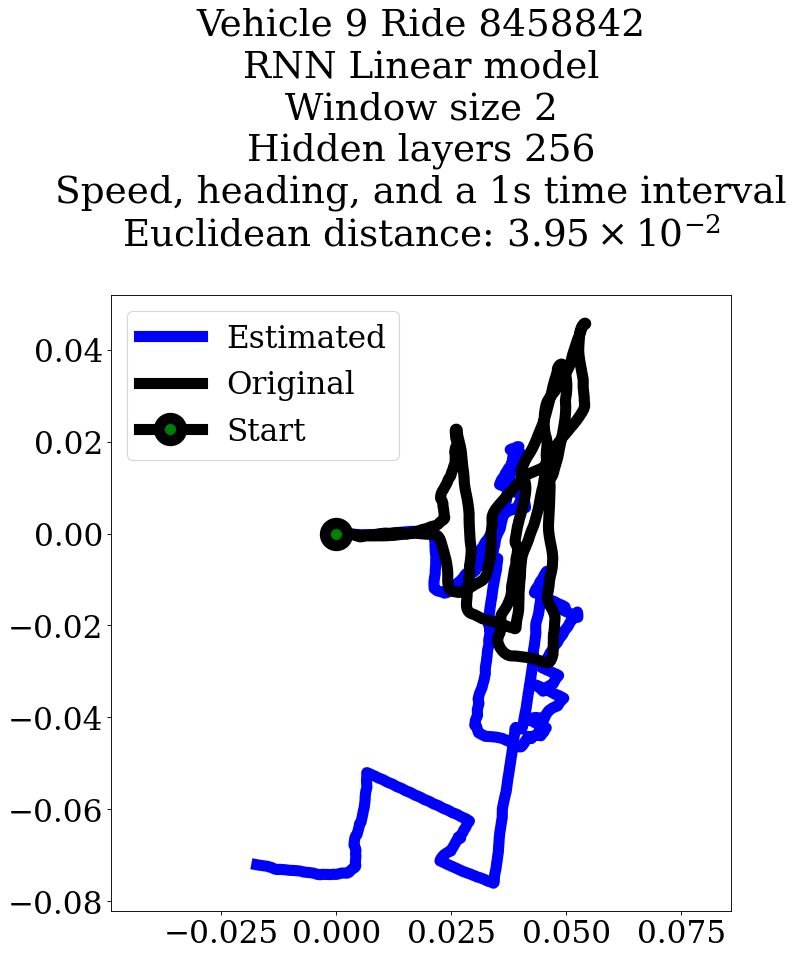 Vehicle 9 Ride 8458842
RNN Linear model
Window size 2
Hidden layers 256
Speed, heading, and a 1s time interval
Euclidean distance: 3.95 × 10⁻²
Estimated
Original
Start
0.04
0.02
0.00
−0.02
−0.04
−0.06
−0.08
−0.025 0.000 0.025 0.050 0.075